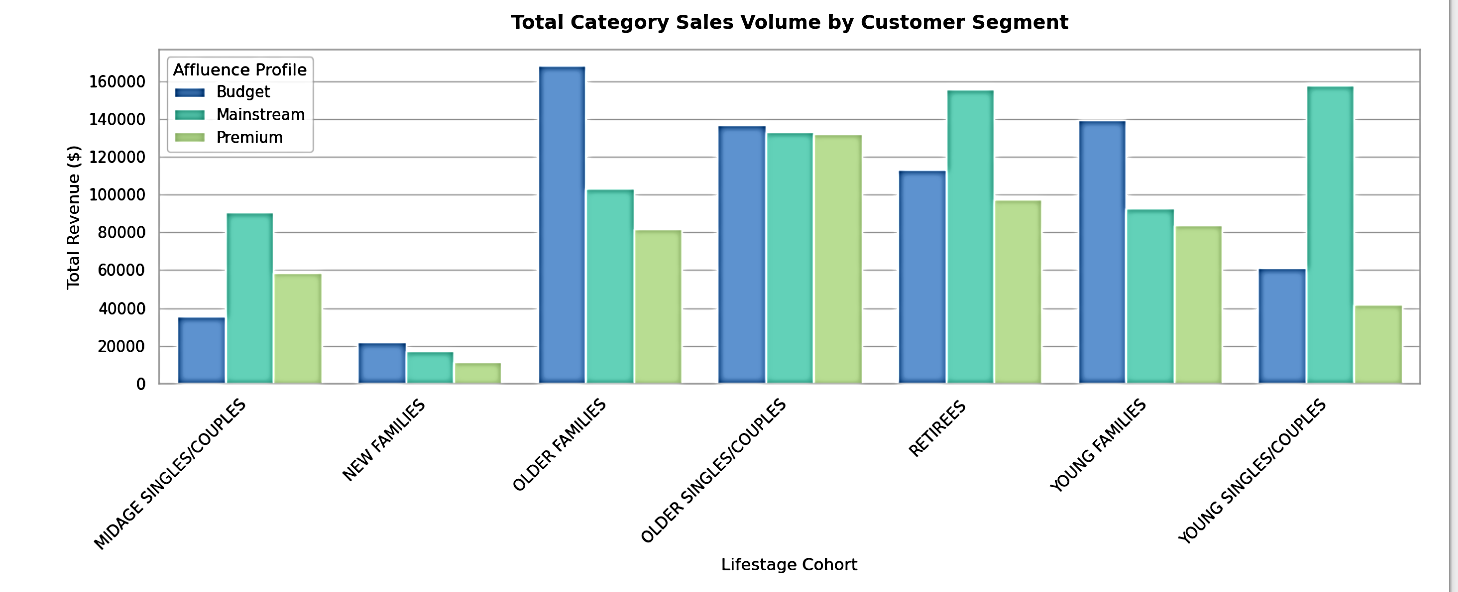 Total Category Sales Volume by Customer Segment
Affluence Profile
Budget
Mainstream
Premium
Total Revenue ($)
160000
140000
120000
100000
80000
60000
40000
20000
0
MIDAGE SINGLES/COUPLES
NEW FAMILIES
OLDER FAMILIES
OLDER SINGLES/COUPLES
RETIREES
YOUNG FAMILIES
YOUNG SINGLES/COUPLES
Lifestage Cohort